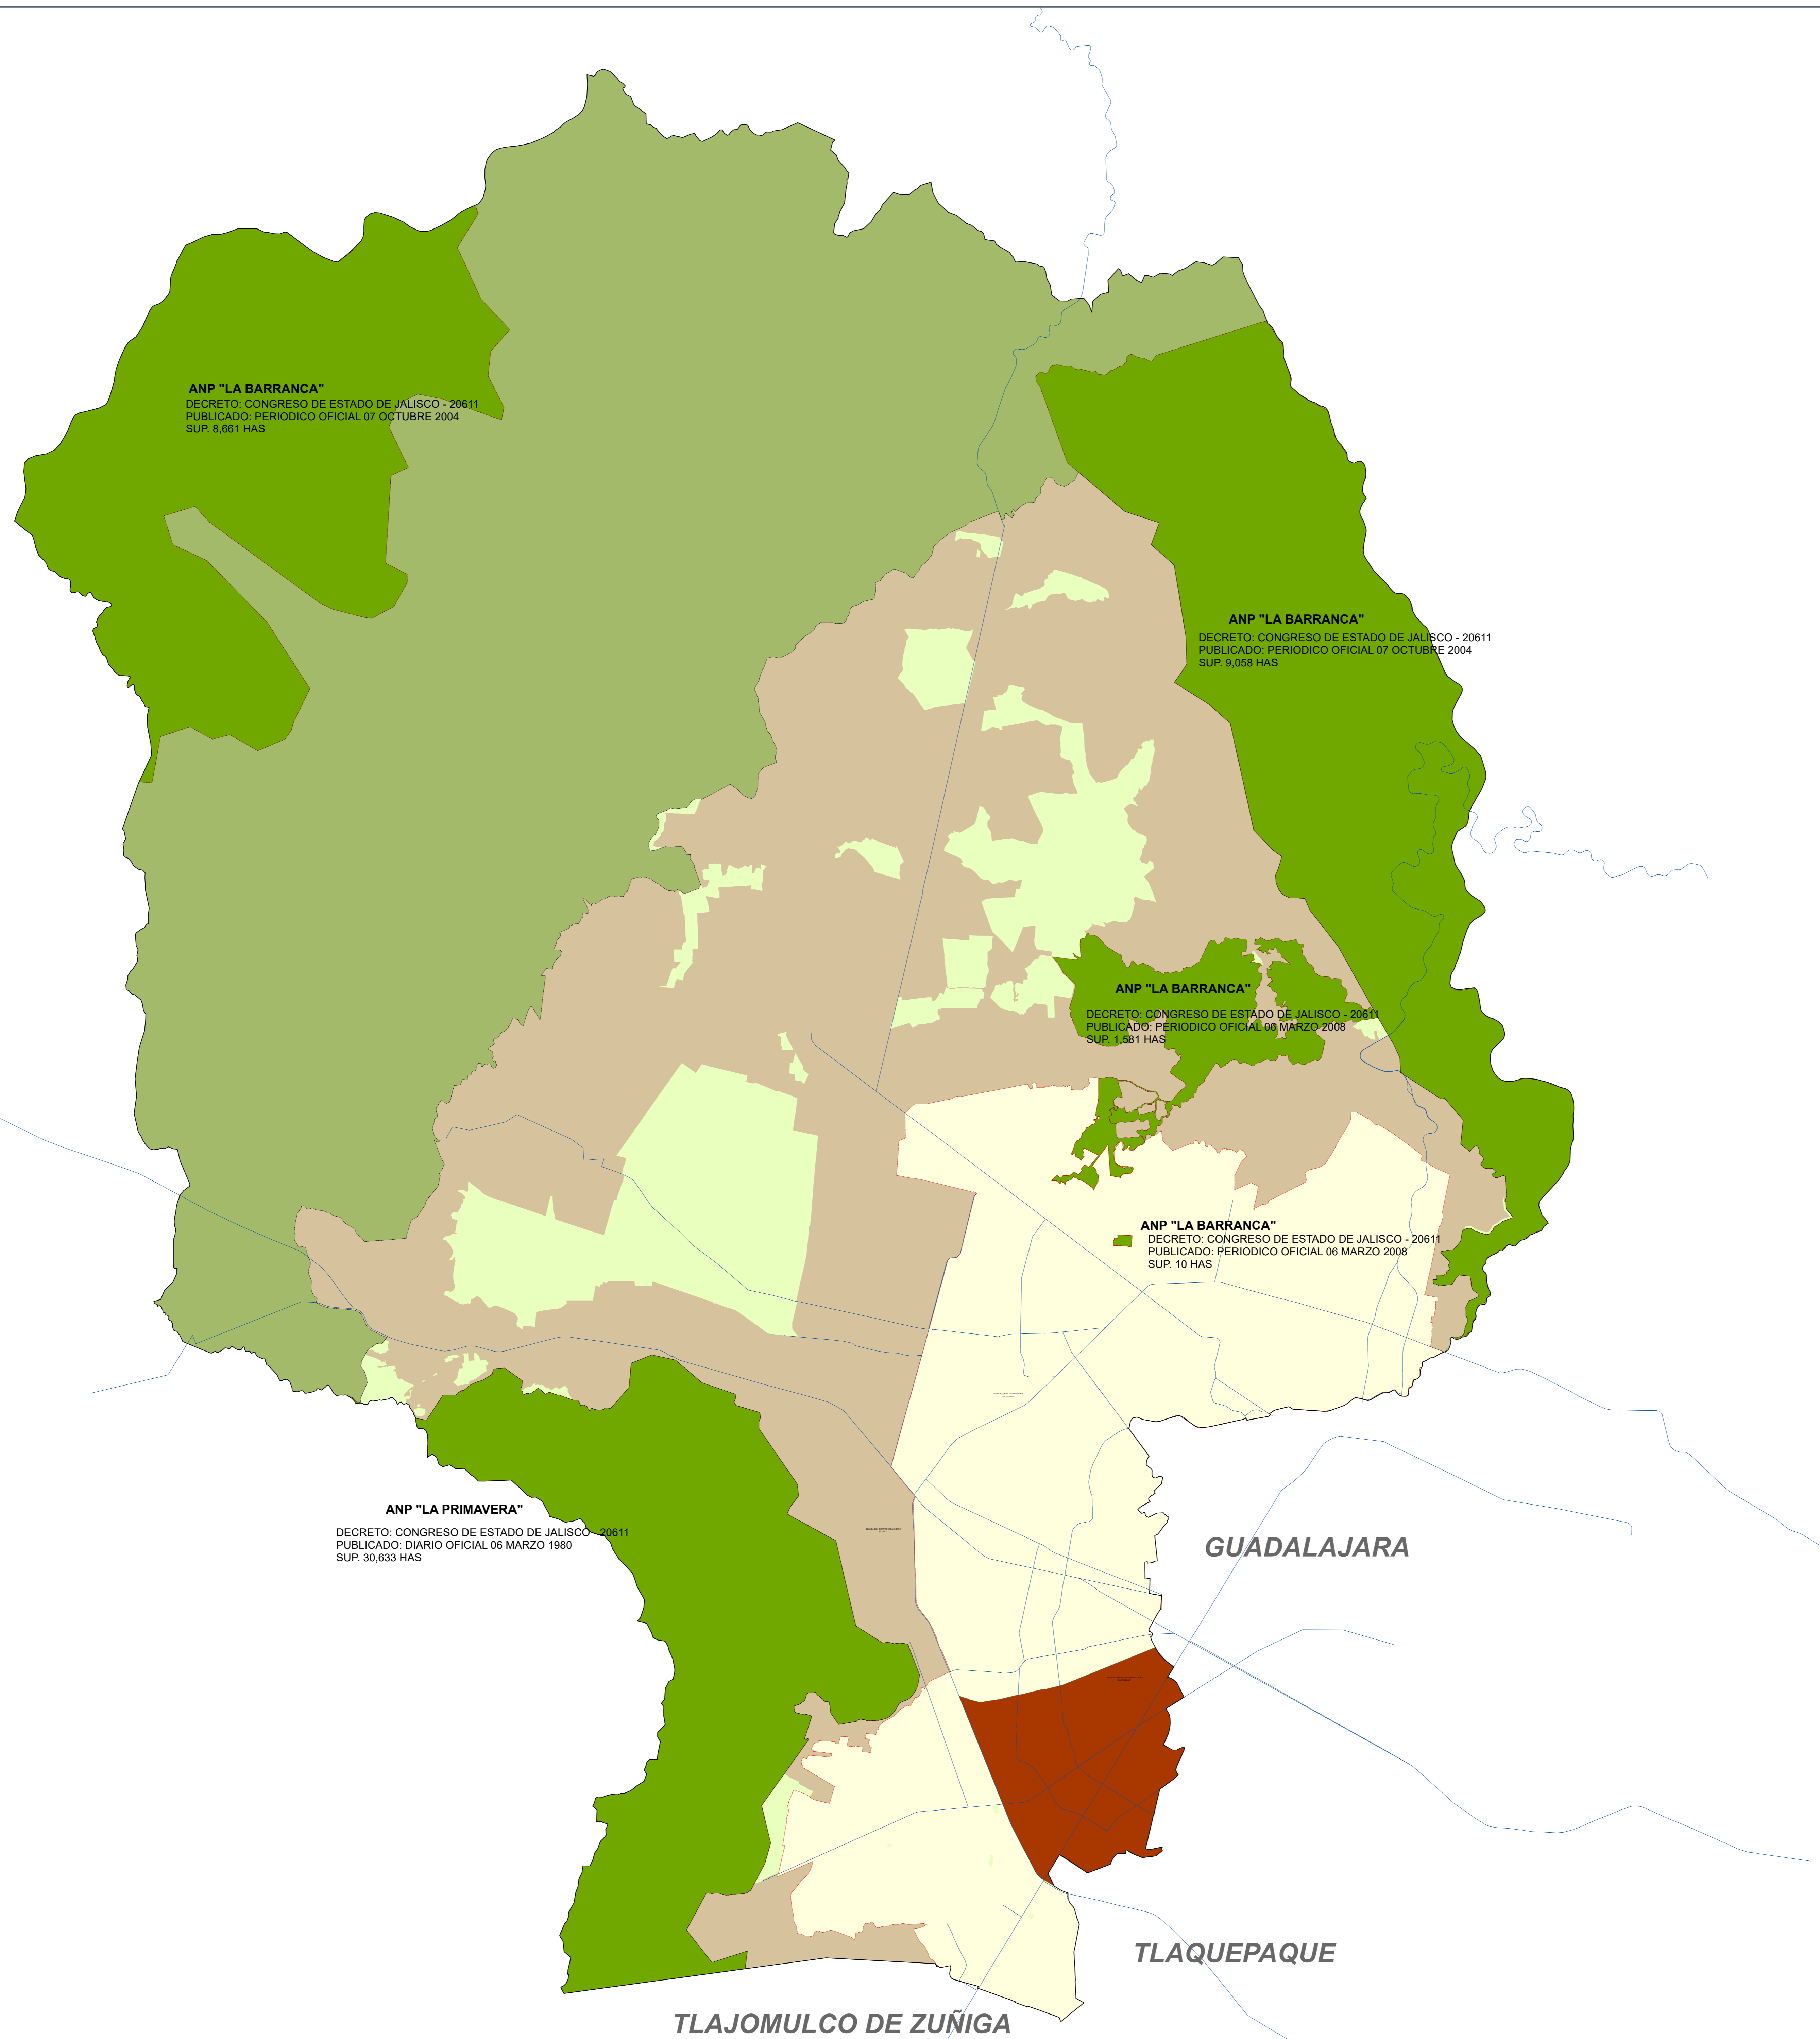 ANP "LA BARRANCA"
DECRETO: CONGRESO DE ESTADO DE JALISCO - 20611
PUBLICADO: PERIODICO OFICIAL 07 OCTUBRE 2004
SUP. 8,661 HAS
ANP "LA BARRANCA"
DECRETO: CONGRESO DE ESTADO DE JALISCO - 20611
PUBLICADO: PERIODICO OFICIAL 07 OCTUBRE 2004
SUP. 9,058 HAS
ANP "LA BARRANCA"
DECRETO: CONGRESO DE ESTADO DE JALISCO - 20611
PUBLICADO: PERIODICO OFICIAL 06 MARZO 2008
SUP. 1,581 HAS
ANP "LA BARRANCA"
DECRETO: CONGRESO DE ESTADO DE JALISCO - 20611
PUBLICADO: PERIODICO OFICIAL 06 MARZO 2008
SUP. 10 HAS
ANP "LA PRIMAVERA"
DECRETO: CONGRESO DE ESTADO DE JALISCO - 20611
PUBLICADO: DIARIO OFICIAL 06 MARZO 1980
SUP. 30,633 HAS
GUADALAJARA
TLAQUEPAQUE
TLAJOMULCO DE ZUÑIGA